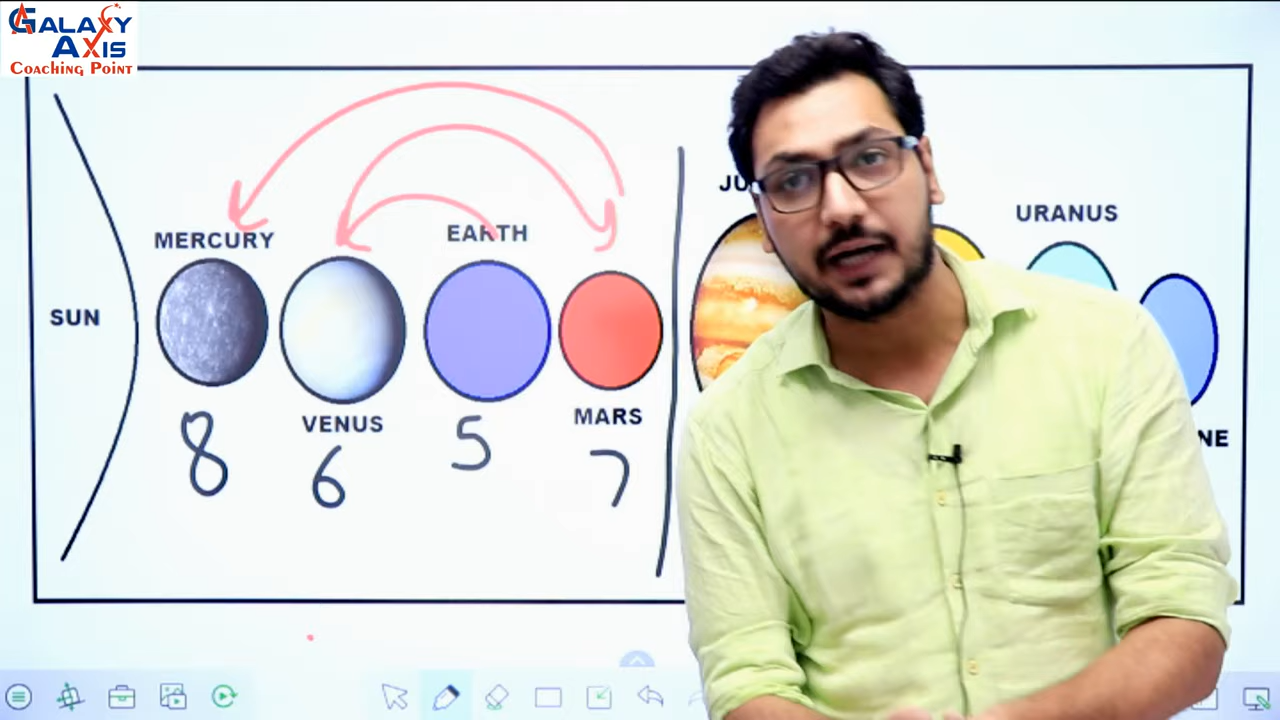 GALAXY
AXIS
COACHING POINT
URANUS
EARTH
MERCURY
SUN
MARS
VENUS
8
6
5
7